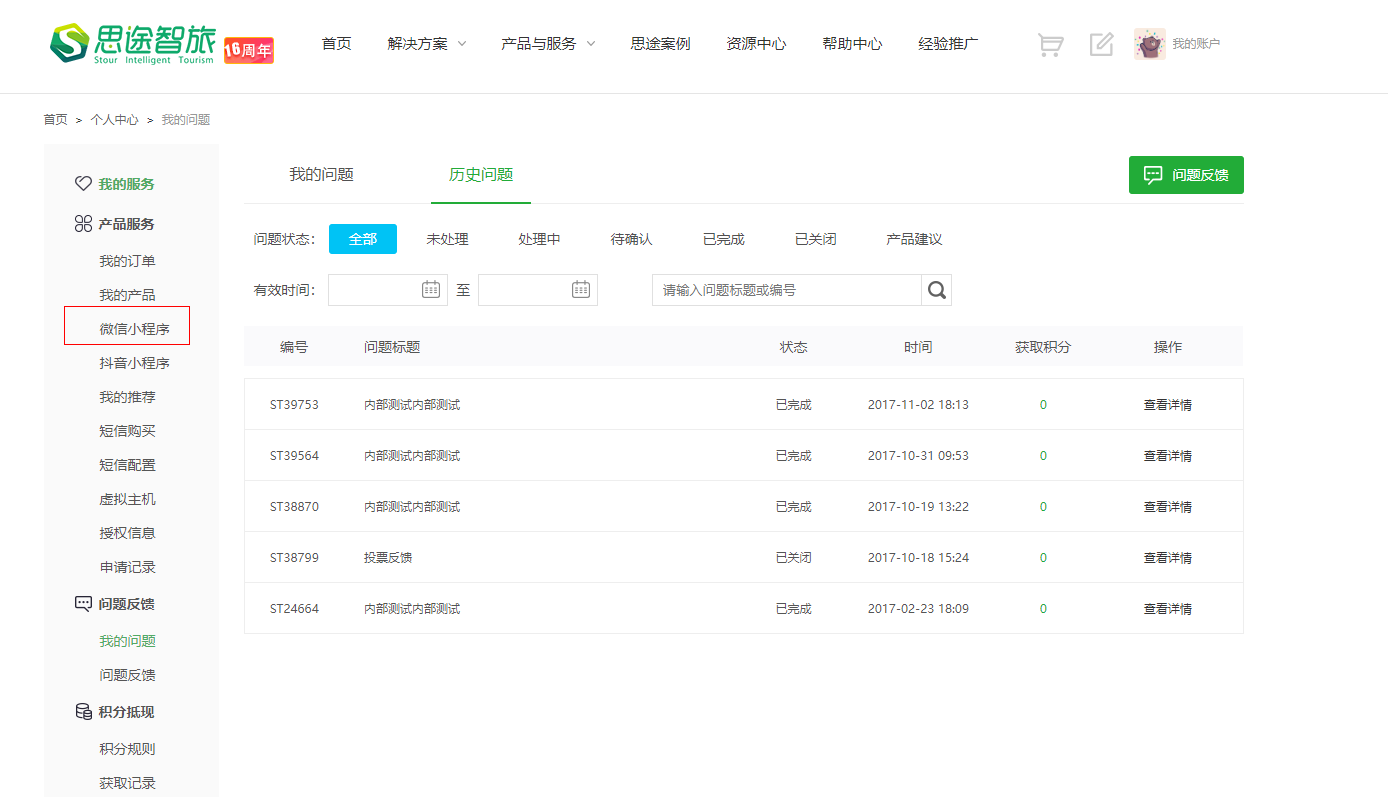 思途智旅
Stour Intelligent Tourism
16周年
首页 解决方案 产品与服务 思途案例 资源中心 帮助中心 经验推广 我的账户
首页 > 个人中心 > 我的问题
我的服务
产品服务
我的订单
我的产品
微信小程序
抖音小程序
我的推荐
短信购买
短信配置
虚拟主机
授权信息
申请记录
问题反馈
我的问题
问题反馈
积分抵现
积分规则
获取记录
我的问题 历史问题 问题反馈
问题状态： 全部 未处理 处理中 待确认 已完成 已关闭 产品建议
有效时间： 至 请输入问题标题或编号
编号 问题标题 状态 时间 获取积分 操作
ST39753 内部测试内部测试 已完成 2017-11-02 18:13 0 查看详情
ST39564 内部测试内部测试 已完成 2017-10-31 09:53 0 查看详情
ST38870 内部测试内部测试 已完成 2017-10-19 13:22 0 查看详情
ST38799 投票反馈 已关闭 2017-10-18 15:24 0 查看详情
ST24664 内部测试内部测试 已完成 2017-02-23 18:09 0 查看详情